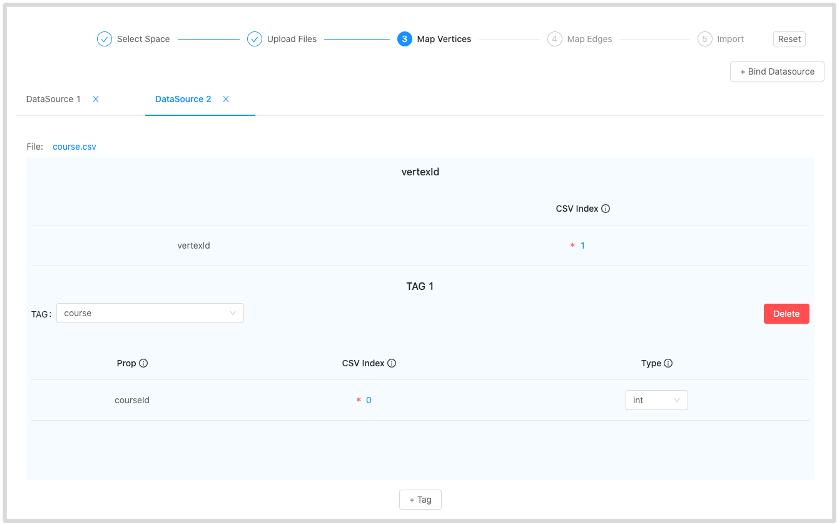 Select Space
Upload Files
3 Map Vertices
4 Map Edges
5 Import
Reset
+ Bind Datasource
DataSource 1 X
DataSource 2 X
File: course.csv
vertexId
CSV Index
vertexId * 1
TAG 1
TAG: course
Delete
Prop CSV Index Type
courseId * 0 int
+ Tag